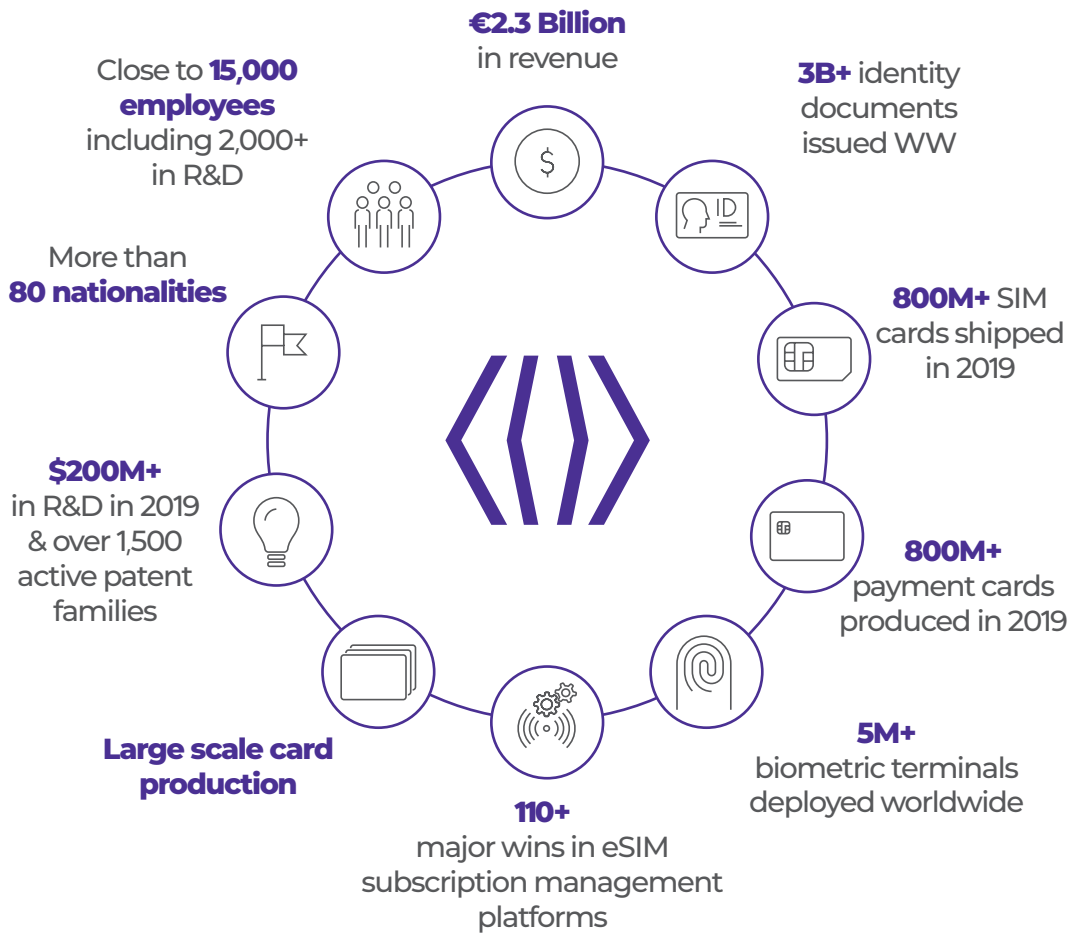 €2.3 Billion
in revenue
3B+ identity
documents
issued WW
800M+ SIM
cards shipped
in 2019
800M+
payment cards
produced in 2019
5M+
biometric terminals
deployed worldwide
110+
major wins in eSIM
subscription management
platforms
Large scale card
production
$200M+
in R&D in 2019
& over 1,500
active patent
families
More than
80 nationalities
Close to 15,000
employees
including 2,000+
in R&D
$
ID